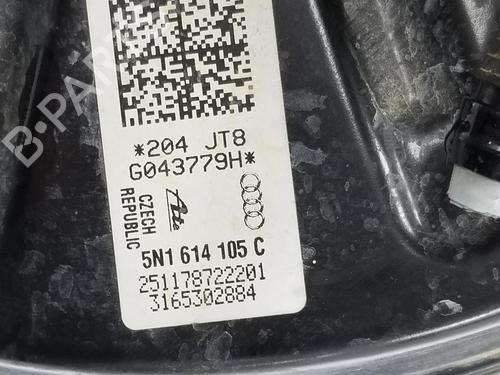 B-PARTS
*204 JT8
G043779H*
CZECH
REPUBLIC
Ate
5N1 614 105 C
251178722201
3165302884